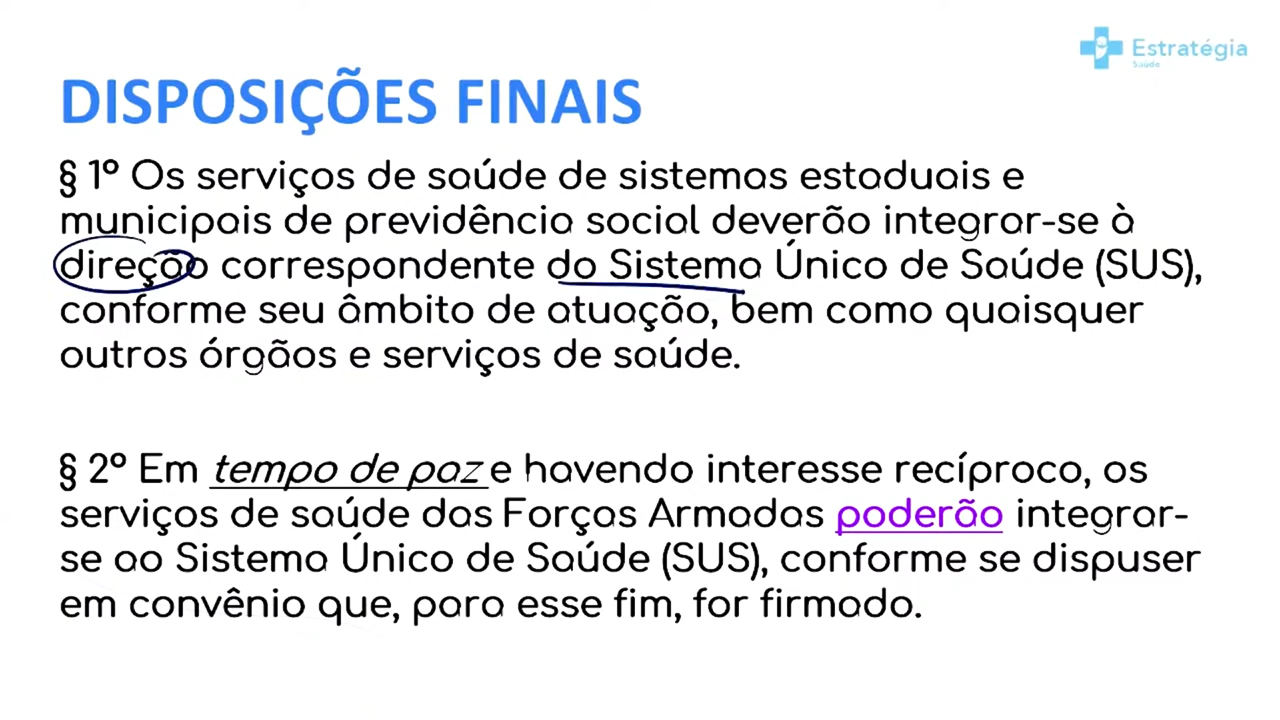 Estratégia
Saúde
DISPOSIÇÕES FINAIS
§ 1º Os serviços de saúde de sistemas estaduais e
municipais de previdência social deverão integrar-se à
direção correspondente do Sistema Único de Saúde (SUS),
conforme seu âmbito de atuação, bem como quaisquer
outros órgãos e serviços de saúde.
§ 2º Em tempo de paz e havendo interesse recíproco, os
serviços de saúde das Forças Armadas poderão integrar-
se ao Sistema Único de Saúde (SUS), conforme se dispuser
em convênio que, para esse fim, for firmado.